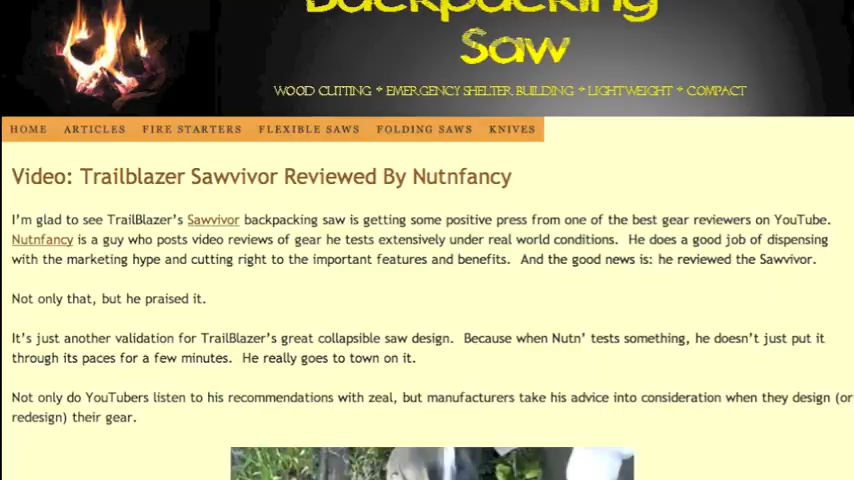 Backpacking
Saw
WOOD CUTTING * EMERGENCY SHELTER BUILDING * LIGHTWEIGHT * COMPACT
HOME ARTICLES FIRE STARTERS FLEXIBLE SAWS FOLDING SAWS KNIVES
Video: Trailblazer Sawvivor Reviewed By Nutnfancy
I'm glad to see TrailBlazer's Sawvivor backpacking saw is getting some positive press from one of the best gear reviewers on YouTube.
Nutnfancy is a guy who posts video reviews of gear he tests extensively under real world conditions. He does a good job of dispensing
with the marketing hype and cutting right to the important features and benefits. And the good news is: he reviewed the Sawvivor.
Not only that, but he praised it.
It's just another validation for TrailBlazer's great collapsible saw design. Because when Nutn' tests something, he doesn't just put it
through its paces for a few minutes. He really goes to town on it.
Not only do YouTubers listen to his recommendations with zeal, but manufacturers take his advice into consideration when they design (or
redesign) their gear.